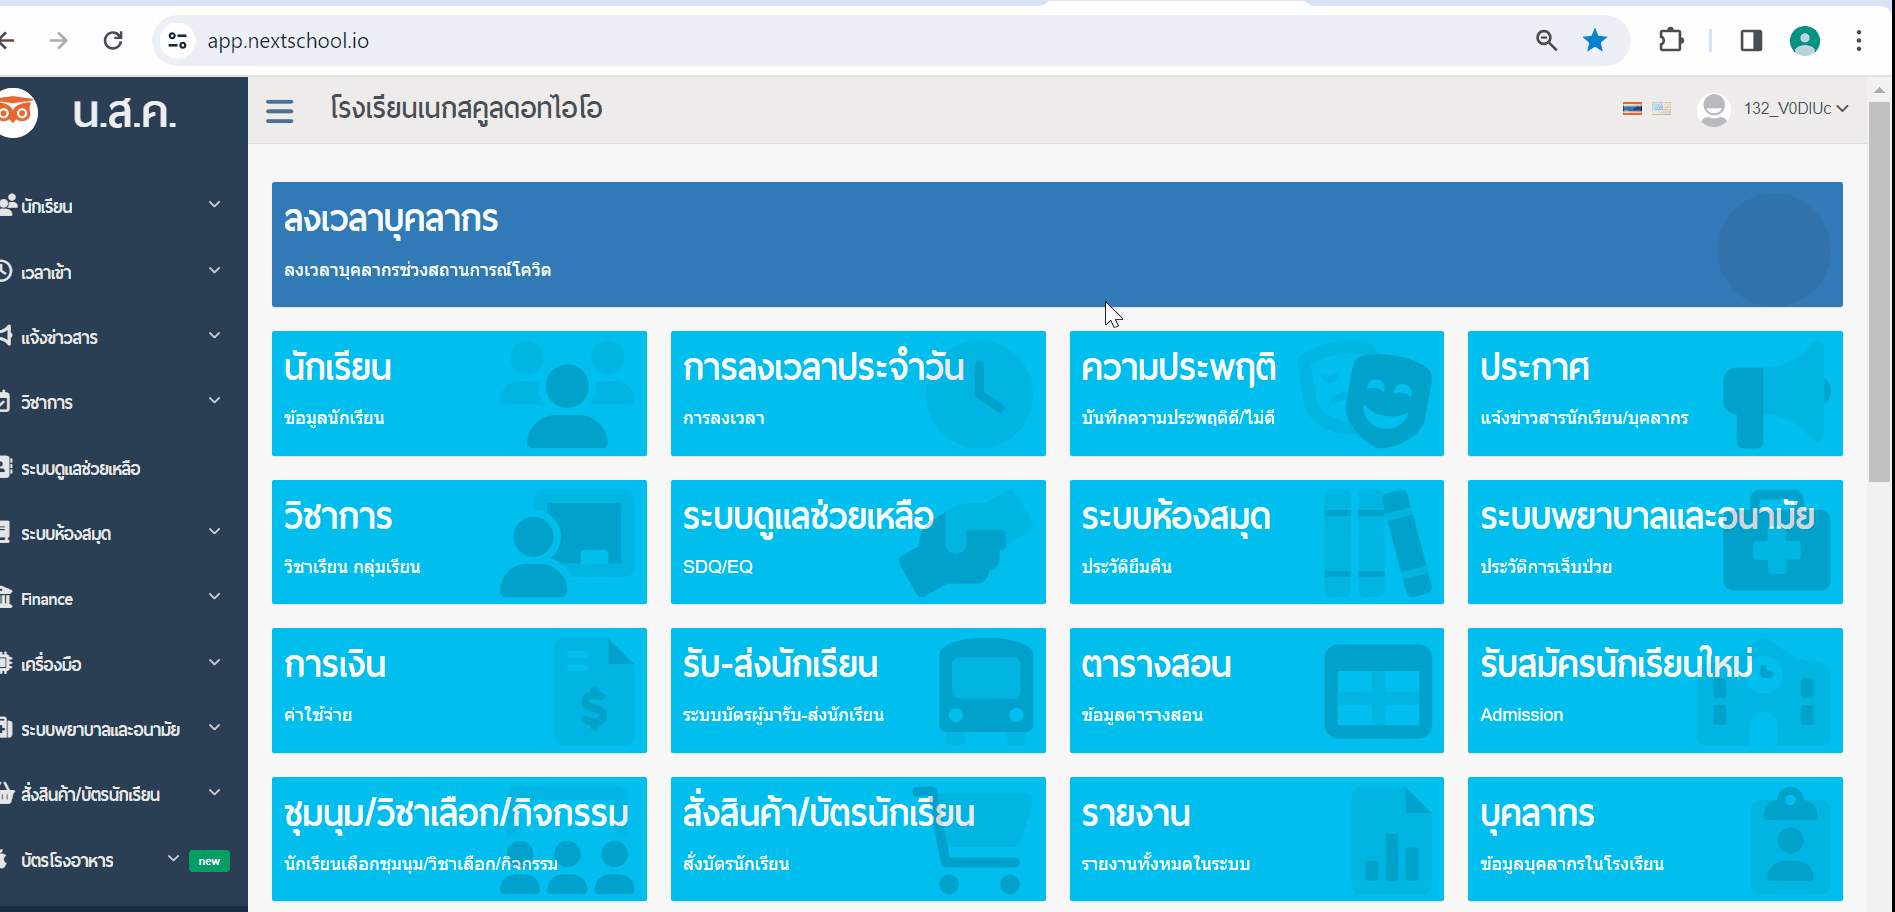 app.nextschool.io
น.ส.ค.
โรงเรียนเนกสคูลดอทไอโอ
132_V0DlUc
นักเรียน
เวลาเข้า
แจ้งข่าวสาร
วิชาการ
ระบบดูแลช่วยเหลือ
ระบบห้องสมุด
Finance
เครื่องมือ
ระบบพยาบาลและอนามัย
สั่งสินค้า/บัตรนักเรียน
บัตรโรงอาหาร new
ลงเวลาบุคลากร
ลงเวลาบุคลากรช่วงสถานการณ์โควิด
นักเรียน
ข้อมูลนักเรียน
การลงเวลาประจำวัน
การลงเวลา
ความประพฤติ
บันทึกความประพฤติดี/ไม่ดี
ประกาศ
แจ้งข่าวสารนักเรียน/บุคลากร
วิชาการ
วิชาเรียน กลุ่มเรียน
ระบบดูแลช่วยเหลือ
SDQ/EQ
ระบบห้องสมุด
ประวัติยืมคืน
ระบบพยาบาลและอนามัย
ประวัติการเจ็บป่วย
การเงิน
ค่าใช้จ่าย
รับ-ส่งนักเรียน
ระบบบัตรผู้มารับ-ส่งนักเรียน
ตารางสอน
ข้อมูลตารางสอน
รับสมัครนักเรียนใหม่
Admission
ชุมนุม/วิชาเลือก/กิจกรรม
นักเรียนเลือกชุมนุม/วิชาเลือก/กิจกรรม
สั่งสินค้า/บัตรนักเรียน
สั่งบัตรนักเรียน
รายงาน
รายงานทั้งหมดในระบบ
บุคลากร
ข้อมูลบุคลากรในโรงเรียน